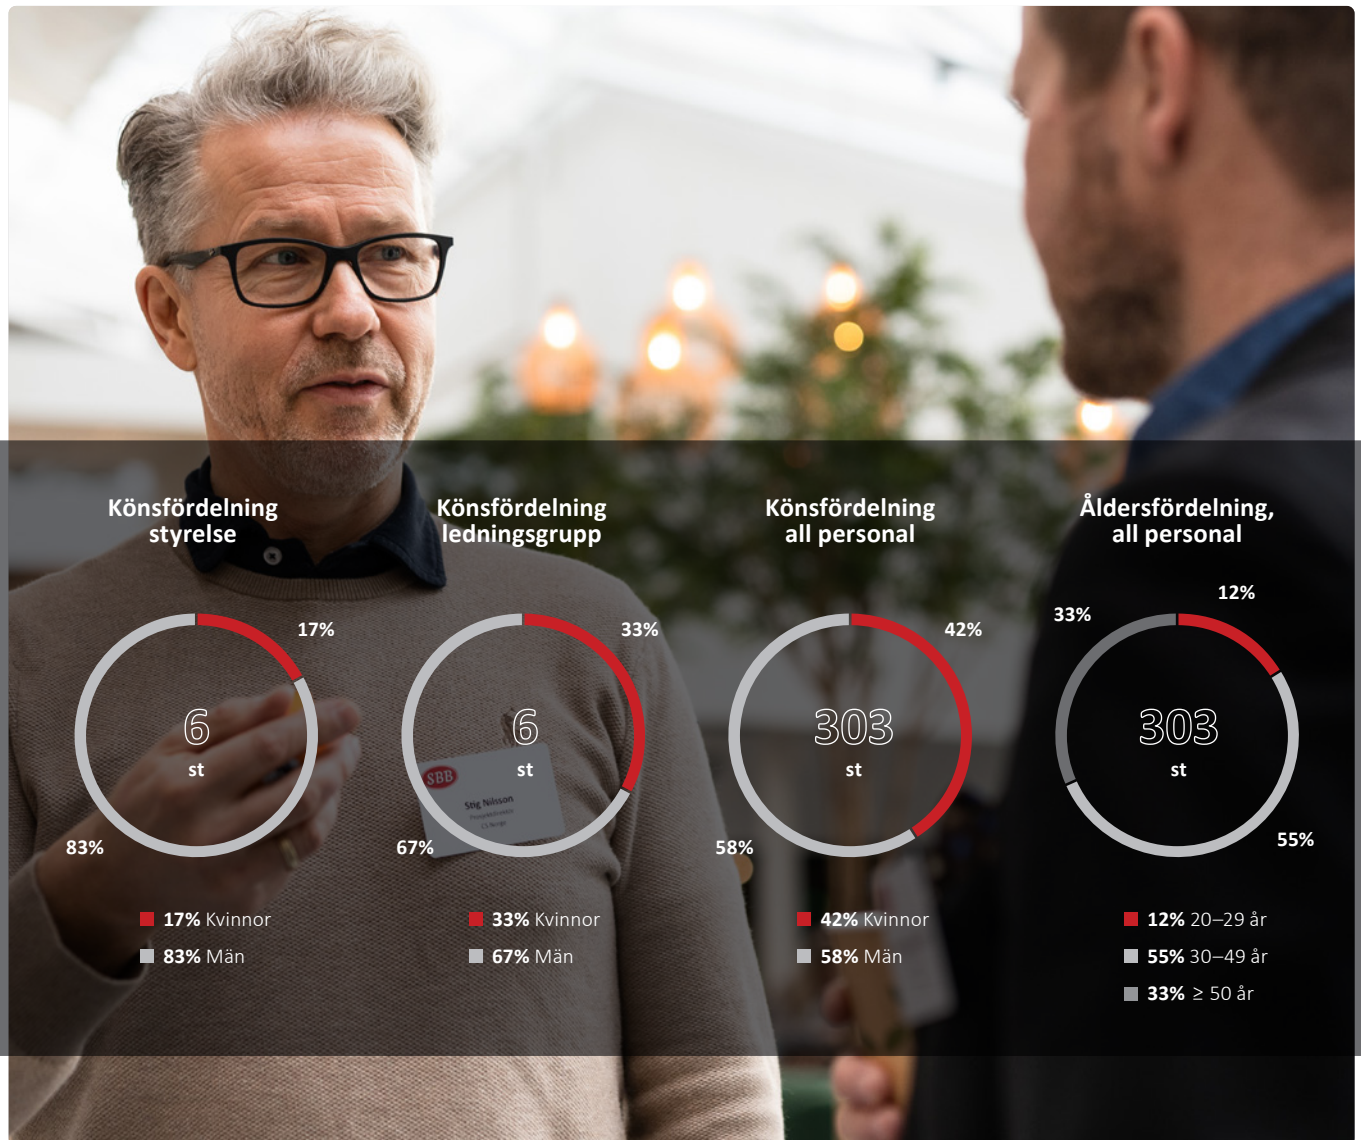 Könsfördelning
styrelse
17%
6
st
83%
17% Kvinnor
83% Män
Könsfördelning
ledningsgrupp
33%
6
st
67%
33% Kvinnor
67% Män
SBB
Stig Nilsson
Könsfördelning
all personal
42%
303
st
58%
42% Kvinnor
58% Män
Åldersfördelning,
all personal
12%
33%
303
st
55%
12% 20–29 år
55% 30–49 år
33% ≥ 50 år